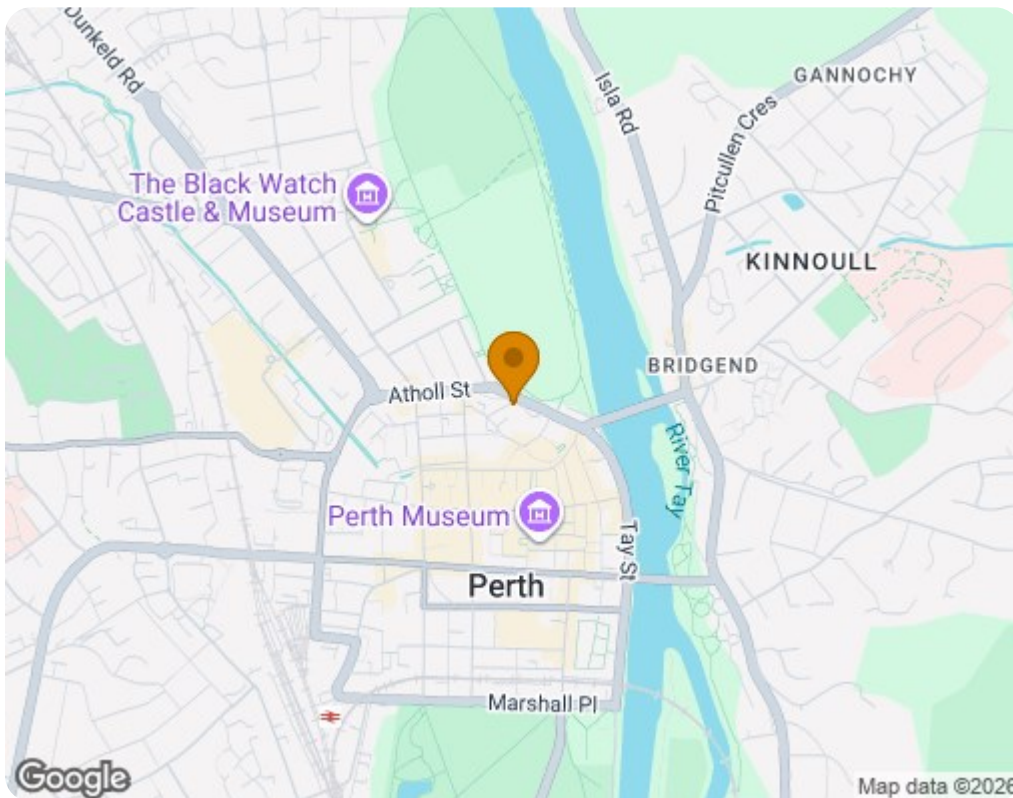 Dunkeld Rd
Isla Rd
GANNOCHY
Pitcullen Cres
The Black Watch
Castle & Museum
KINNOULL
BRIDGEND
Atholl St
River Tay
Perth Museum
Tay St
Perth
Marshall Pl
Google
Map data ©2026